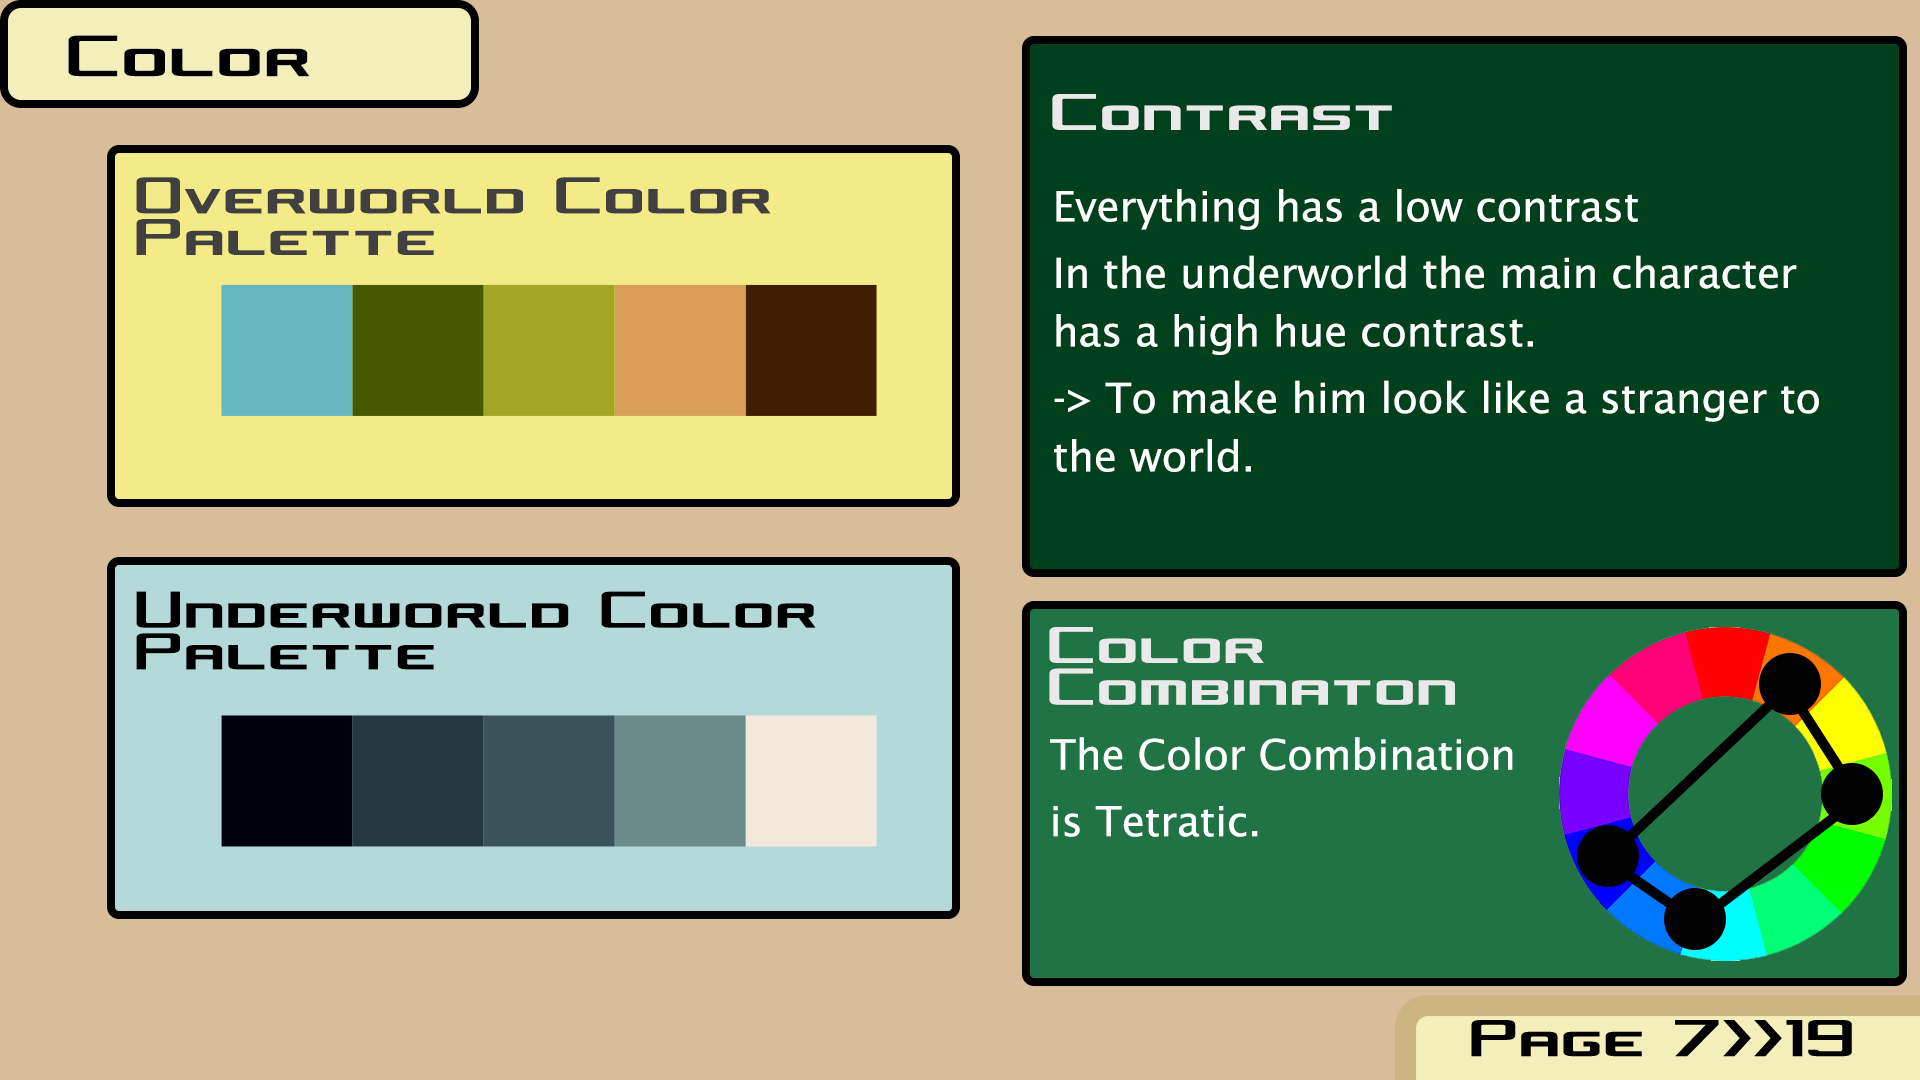 Color
Overworld Color
Palette
Underworld Color
Palette
Contrast
Everything has a low contrast
In the underworld the main character
has a high hue contrast.
-> To make him look like a stranger to
the world.
Color
Combinaton
The Color Combination
is Tetratic.
Page 7>>19